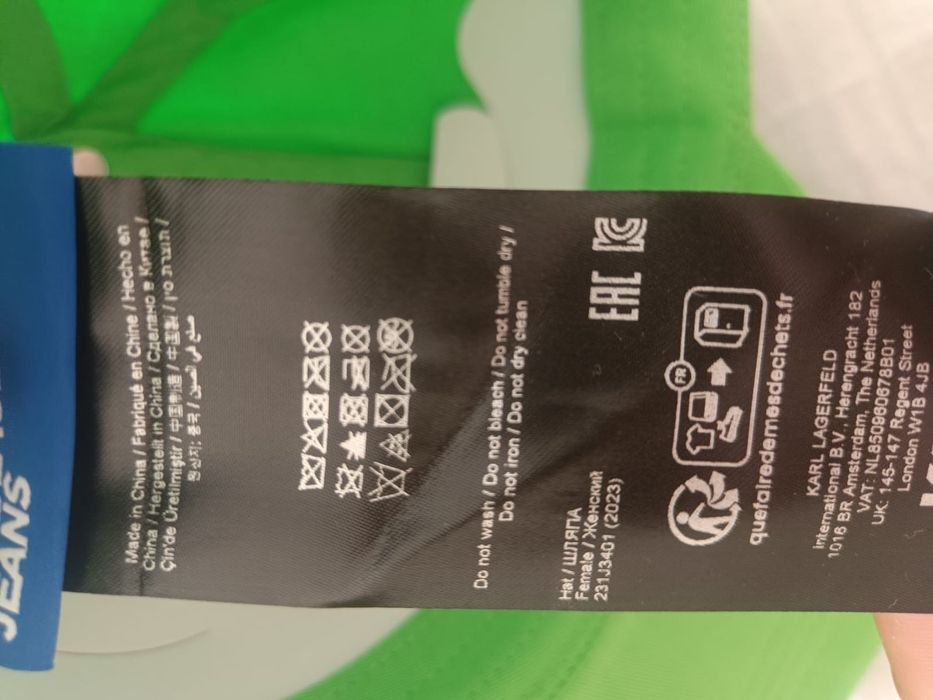 JEANS
Made in China / Fabriqué en Chine / Hecho en
China / Hergestellt in China / Сделано в Китае /
Çin'de Üretilmiştir / 中国制造 / 中國製 / תוצרת סין /
원산지: 중국 / صنع في الصين
Do not wash / Do not bleach / Do not tumble dry /
Do not iron / Do not dry clean
Hat / ШЛЯПА
Female / Женский
231J3401 (2023)
EAC
FR
quefairedemesdechets.fr
KARL LAGERFELD
International B.V., Herengracht 182
1016 BR Amsterdam, The Netherlands
VAT: NL850960678B01
UK: 145-147 Regent Street
London W1B 4JB